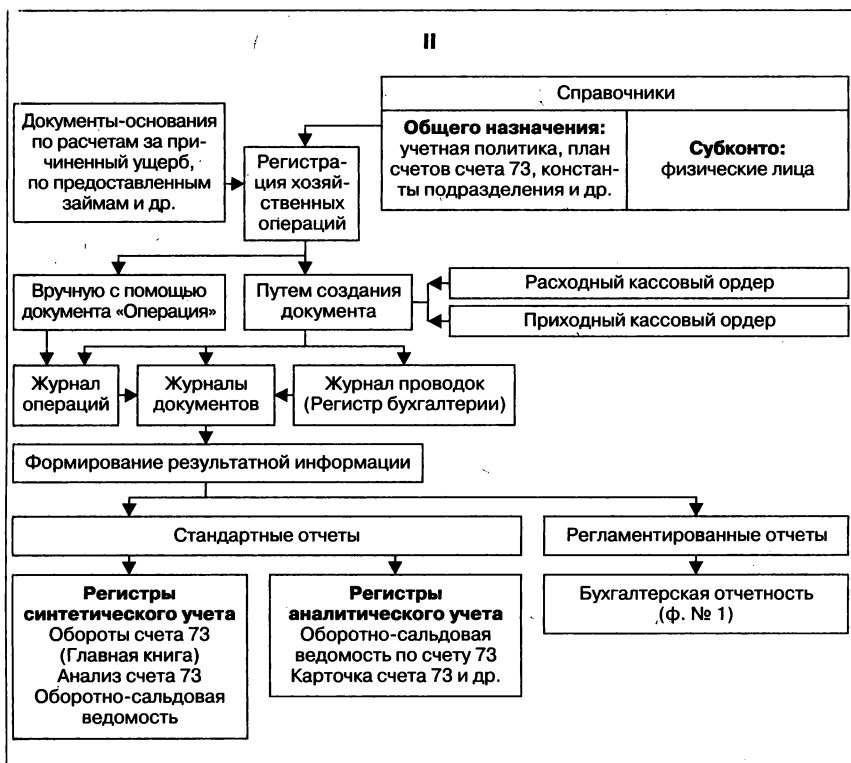 II
Справочники
Документы-основания
по расчетам за при-
чиненный ущерб,
по предоставленным
займам и др.
Регистра-
ция хозяй-
ственных
операций
Общего назначения:
учетная политика, план
счетов счета 73, констан-
ты подразделения и др.
Субконто:
физические лица
Вручную с помощью
документа «Операция»
Путем создания
документа
Расходный кассовый ордер
Приходный кассовый ордер
Журнал
операций
Журналы
документов
Журнал проводок
(Регистр бухгалтерии)
Формирование результатной информации
Стандартные отчеты
Регламентированные отчеты
Регистры
синтетического учета
Обороты счета 73
(Главная книга)
Анализ счета 73
Оборотно-сальдовая
ведомость
Регистры
аналитического учета
Оборотно-сальдовая
ведомость по счету 73
Карточка счета 73 и др.
Бухгалтерская отчетность
(ф. № 1)